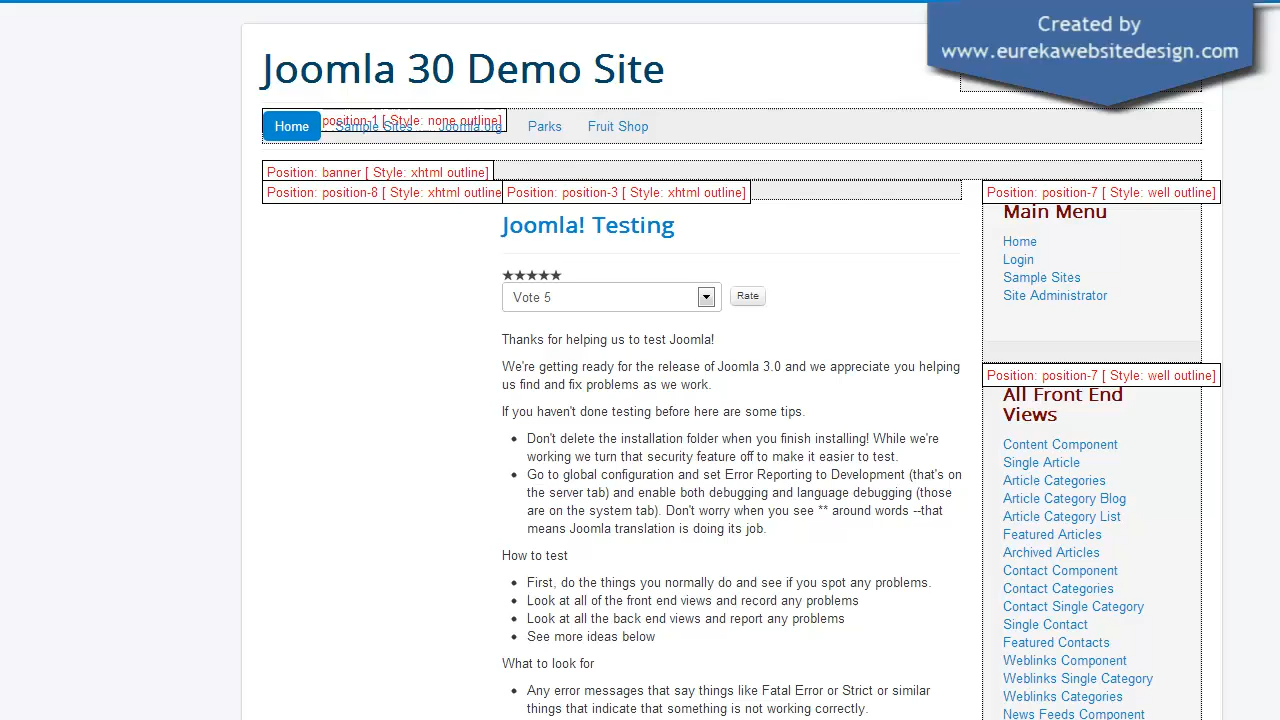 Created by
www.eurekawebsitedesign.com
Joomla 30 Demo Site
position-1 [ Style: none outline]
Home Sample Sites Joomla.org Parks Fruit Shop
Position: banner [ Style: xhtml outline]
Position: position-8 [ Style: xhtml outline
Position: position-3 [ Style: xhtml outline]
Joomla! Testing
★★★★★
Vote 5
Rate
Thanks for helping us to test Joomla!
We're getting ready for the release of Joomla 3.0 and we appreciate you helping
us find and fix problems as we work.
If you haven't done testing before here are some tips.
• Don't delete the installation folder when you finish installing! While we're
working we turn that security feature off to make it easier to test.
• Go to global configuration and set Error Reporting to Development (that's on
the server tab) and enable both debugging and language debugging (those
are on the system tab). Don't worry when you see ** around words --that
means Joomla translation is doing its job.
How to test
• First, do the things you normally do and see if you spot any problems.
• Look at all of the front end views and record any problems
• Look at all the back end views and report any problems
• See more ideas below
What to look for
• Any error messages that say things like Fatal Error or Strict or similar
things that indicate that something is not working correctly.
Position: position-7 [ Style: well outline]
Main Menu
Home
Login
Sample Sites
Site Administrator
Position: position-7 [ Style: well outline]
All Front End
Views
Content Component
Single Article
Article Categories
Article Category Blog
Article Category List
Featured Articles
Archived Articles
Contact Component
Contact Categories
Contact Single Category
Single Contact
Featured Contacts
Weblinks Component
Weblinks Single Category
Weblinks Categories
News Feeds Component